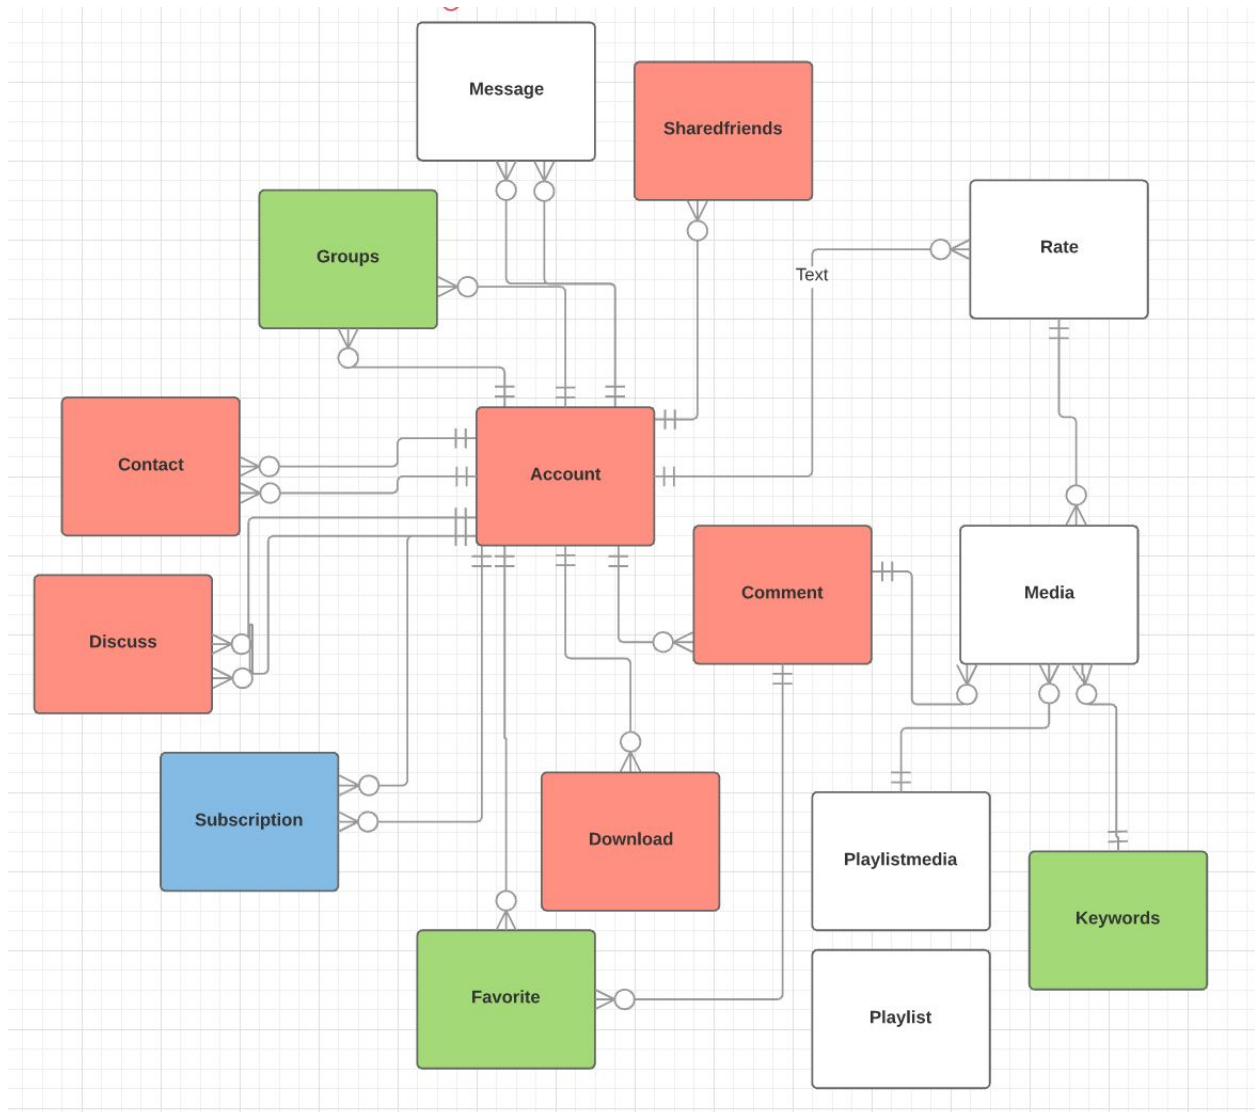 Message
Sharedfriends
Groups
Rate
Text
Contact
Account
Comment
Media
Discuss
Subscription
Download
Playlistmedia
Keywords
Favorite
Playlist